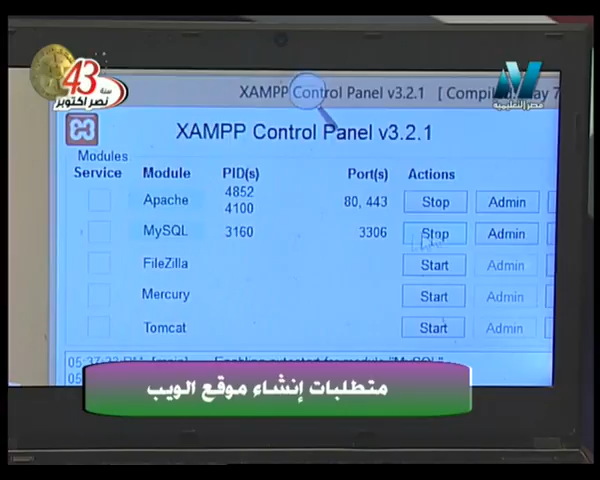 43
سنة
نصر أكتوبر
مصر التعليمية
XAMPP Control Panel v3.2.1 [ Compil
XAMPP Control Panel v3.2.1
Modules
Service Module PID(s) Port(s) Actions
Apache 4852 4100 80, 443 Stop Admin
MySQL 3160 3306 Stop Admin
FileZilla Start Admin
Mercury Start Admin
Tomcat Start Admin
متطلبات إنشاء موقع الويب